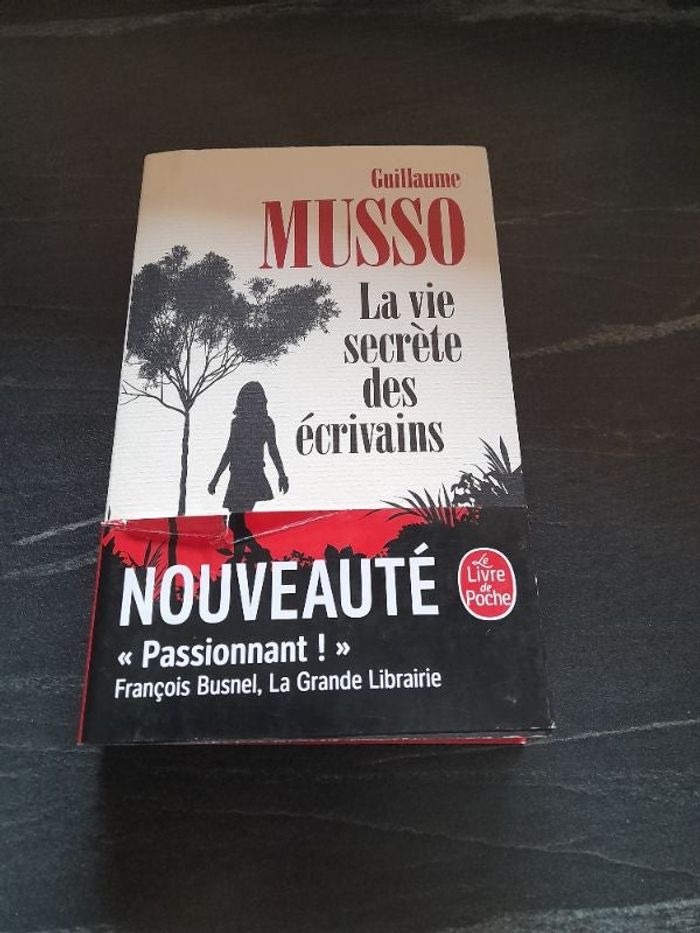 Guillaume
MUSSO
La vie
secrète
des
écrivains
NOUVEAUTÉ
Le
Livre
de
Poche
« Passionnant ! »
François Busnel, La Grande Librairie